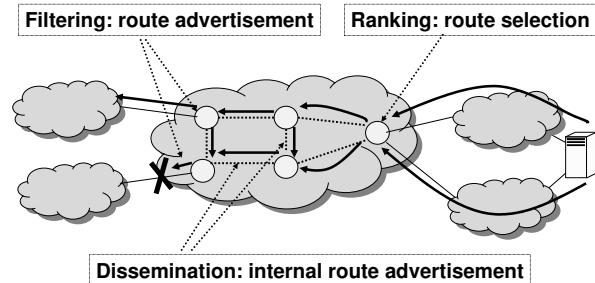 Filtering: route advertisement
Ranking: route selection
Dissemination: internal route advertisement